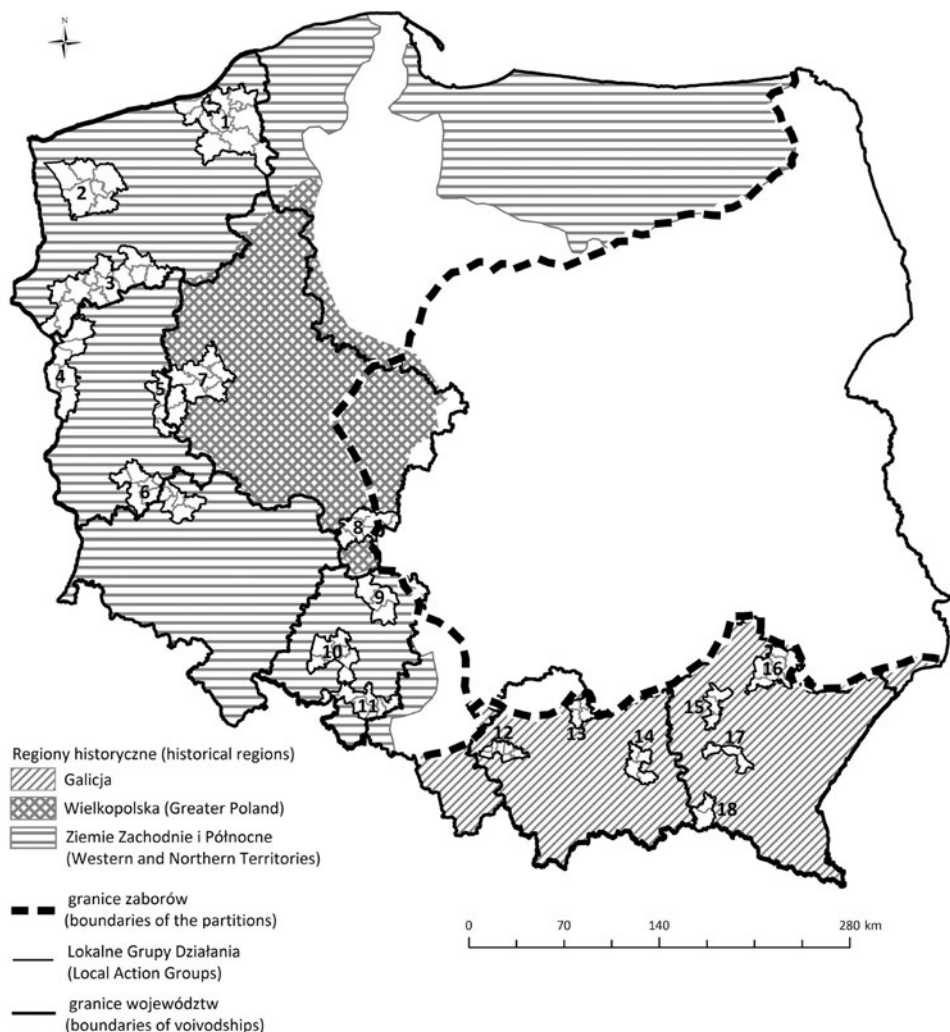 N
1
2
3
4
5
7
6
8
9
10
11
12
13
14
15
16
17
18
Regiony historyczne (historical regions)
Galicja
Wielkopolska (Greater Poland)
Ziemie Zachodnie i Północne
(Western and Northern Territories)
granice zaborów
(boundaries of the partitions)
Lokalne Grupy Działania
(Local Action Groups)
granice województw
(boundaries of voivodships)
0 70 140 280 km